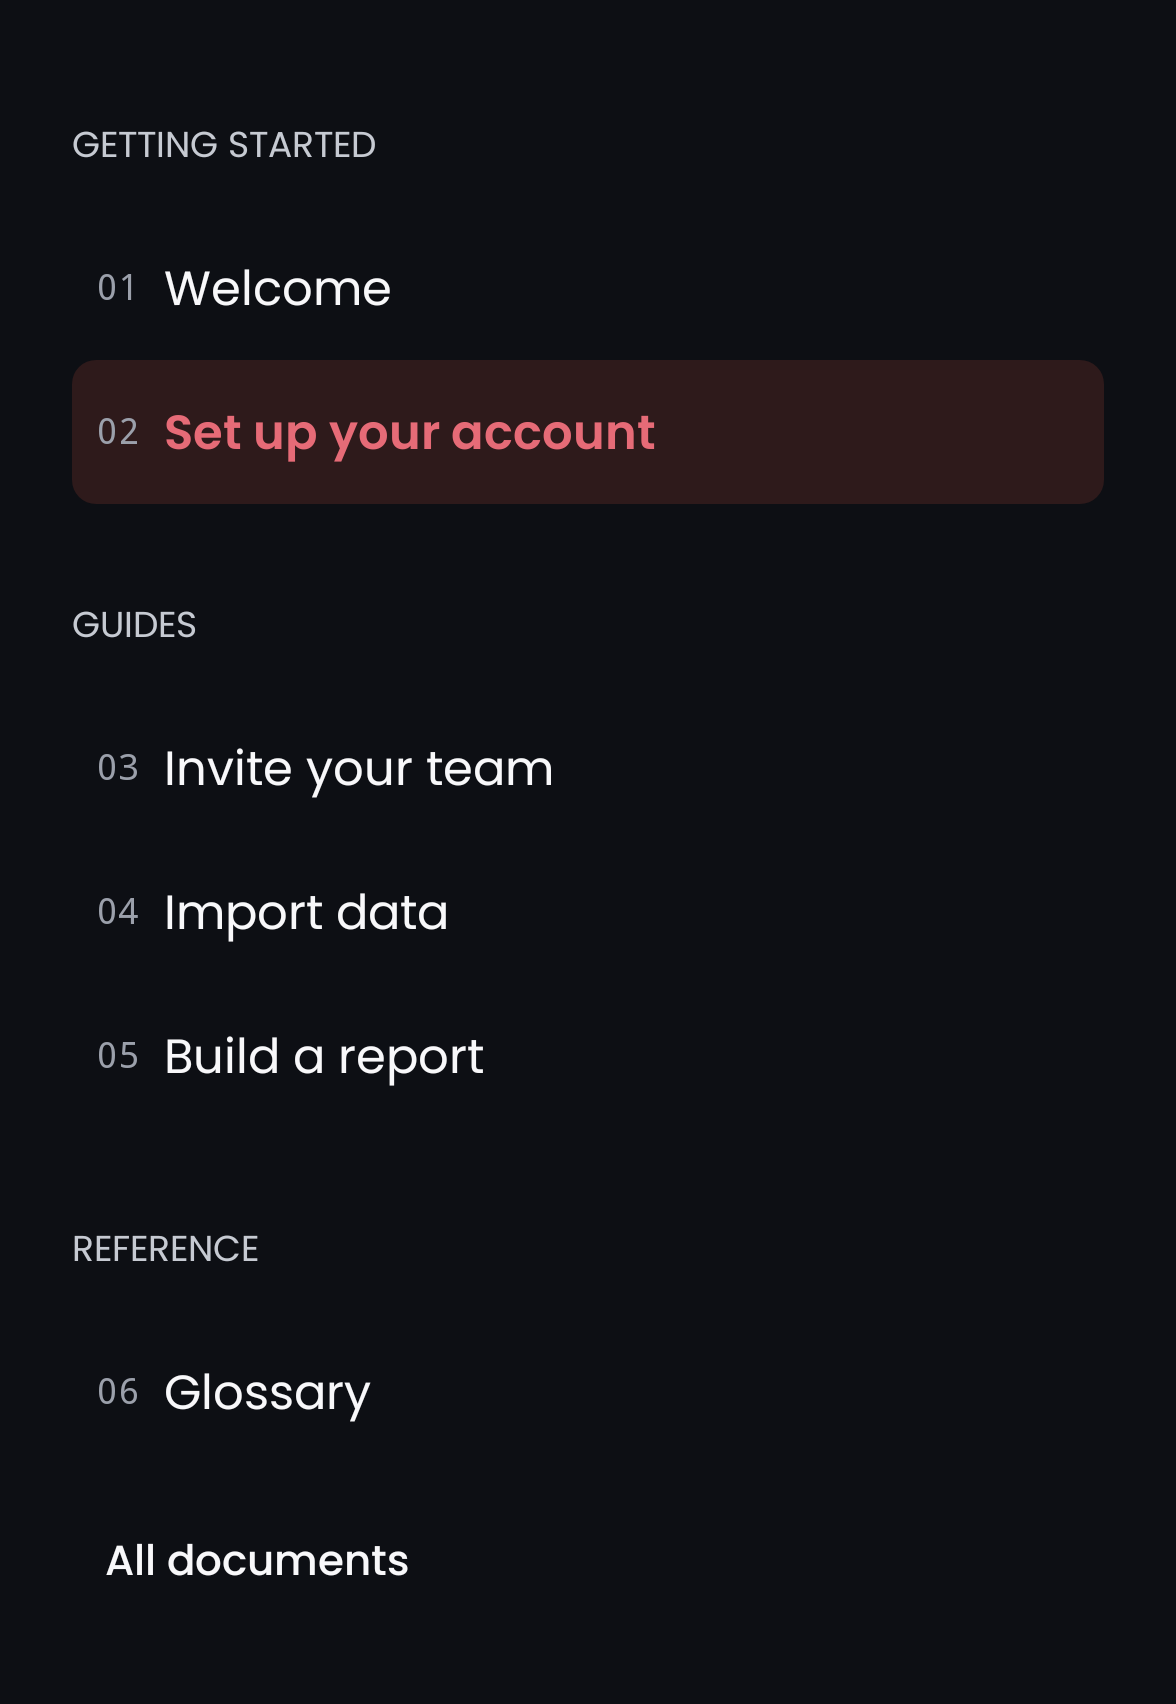 GETTING STARTED
01 Welcome
02 Set up your account
GUIDES
03 Invite your team
04 Import data
05 Build a report
REFERENCE
06 Glossary
All documents